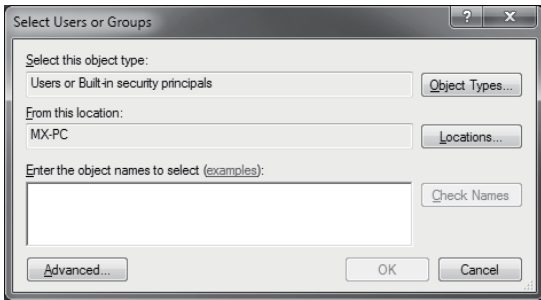 Select Users or Groups
? X
Select this object type:
Users or Built-in security principals
Object Types...
From this location:
MX-PC
Locations...
Enter the object names to select (examples):
Check Names
Advanced...
OK
Cancel